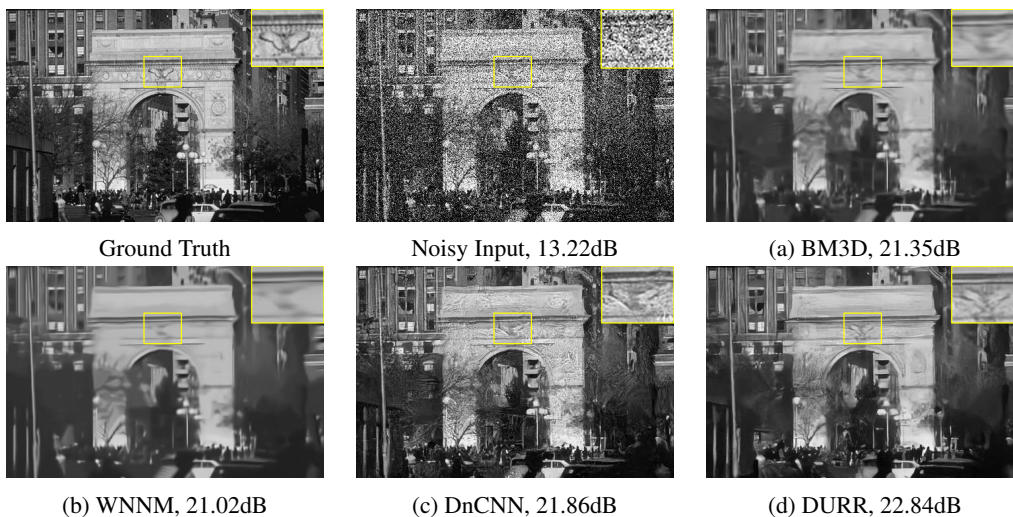 Ground Truth
Noisy Input, 13.22dB
(a) BM3D, 21.35dB
(b) WNNM, 21.02dB
(c) DnCNN, 21.86dB
(d) DURR, 22.84dB